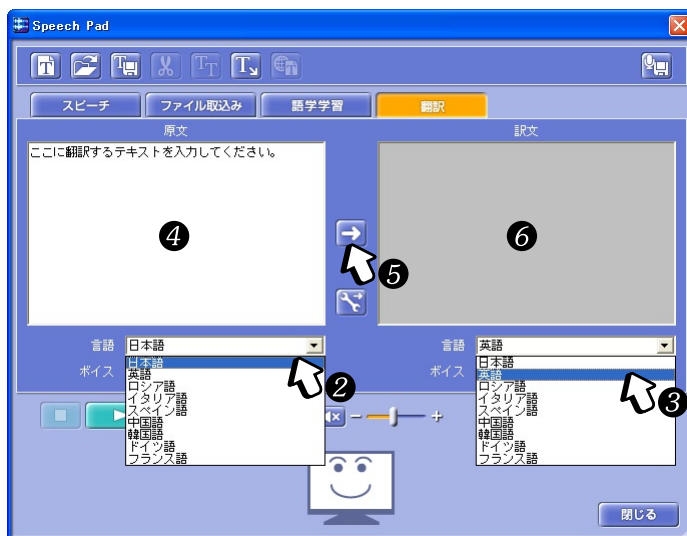 Speech Pad
スピーチ
ファイル取込み
語学学習
翻訳
原文
訳文
ここに翻訳するテキストを入力してください。
4
6
5
言語
日本語
言語
英語
ボイス
日本語
英語
ロシア語
イタリア語
スペイン語
中国語
韓国語
ドイツ語
フランス語
2
ボイス
日本語
英語
ロシア語
イタリア語
スペイン語
中国語
韓国語
ドイツ語
フランス語
3
閉じる